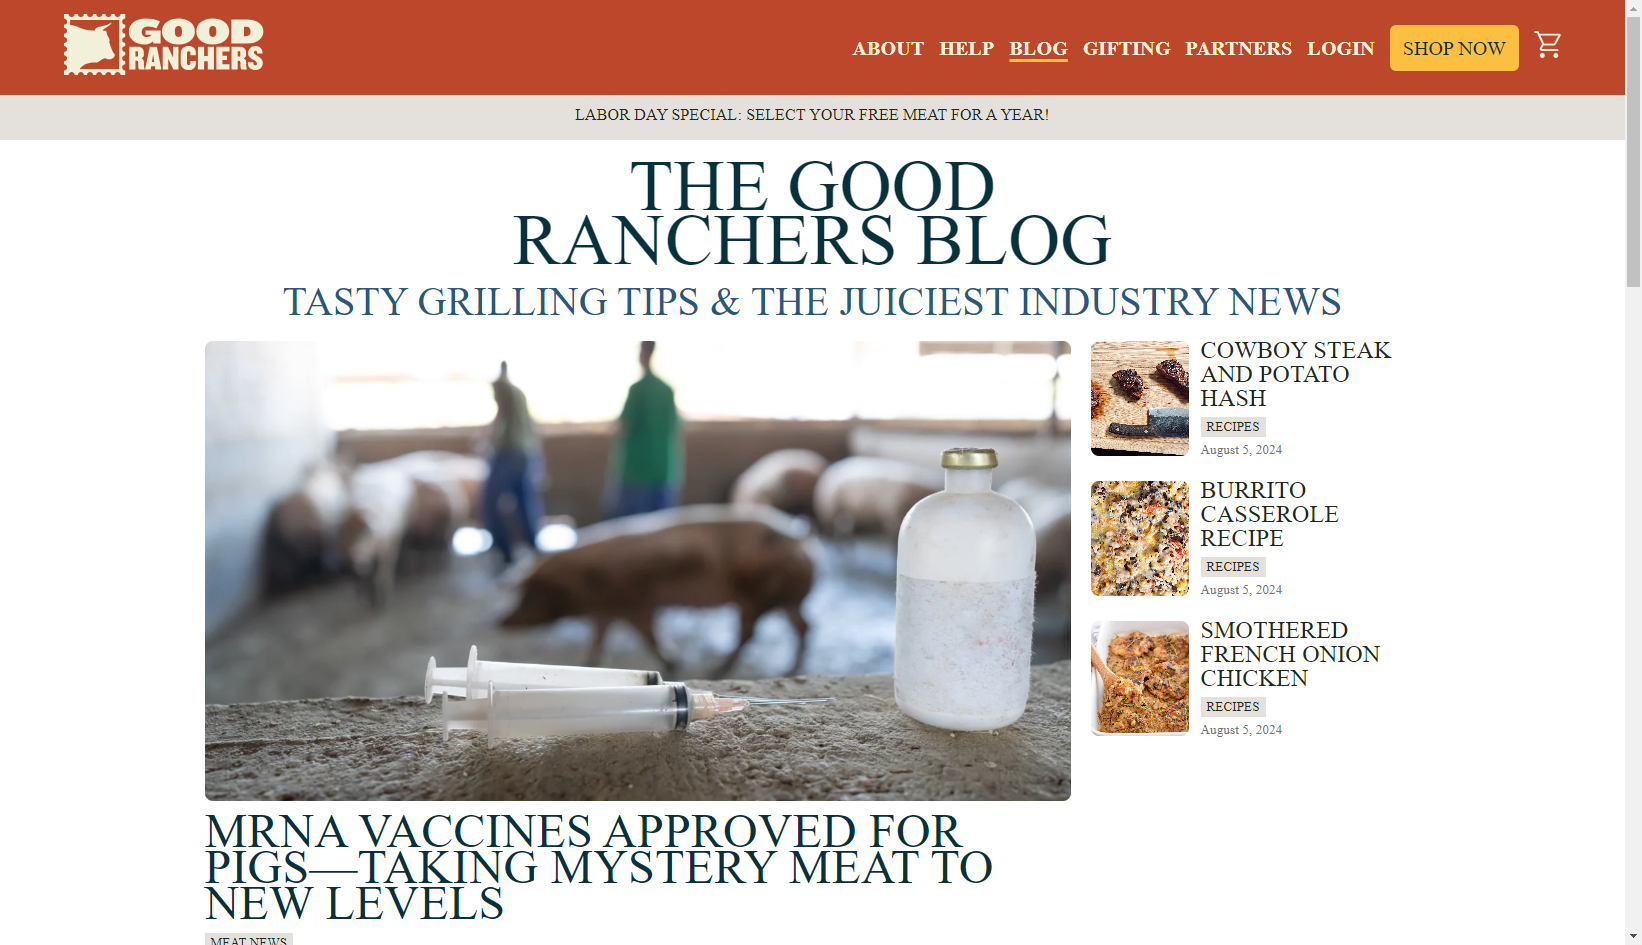 GOOD
RANCHERS
ABOUT HELP BLOG GIFTING PARTNERS LOGIN SHOP NOW
LABOR DAY SPECIAL: SELECT YOUR FREE MEAT FOR A YEAR!
THE GOOD
RANCHERS BLOG
TASTY GRILLING TIPS & THE JUICIEST INDUSTRY NEWS
MRNA VACCINES APPROVED FOR
PIGS—TAKING MYSTERY MEAT TO
NEW LEVELS
MEAT NEWS
COWBOY STEAK
AND POTATO
HASH
RECIPES
August 5, 2024
BURRITO
CASSEROLE
RECIPE
RECIPES
August 5, 2024
SMOTHERED
FRENCH ONION
CHICKEN
RECIPES
August 5, 2024